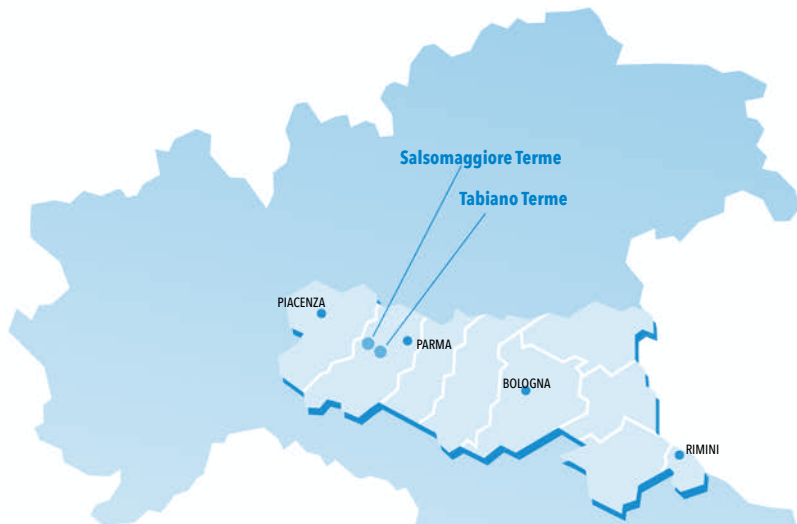 Salsomaggiore Terme
Tabiano Terme
PIACENZA
PARMA
BOLOGNA
RIMINI